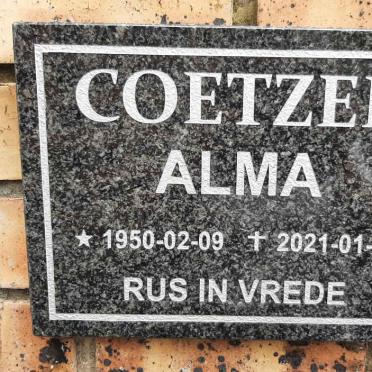 COETZE
ALMA
★ 1950-02-09 ✝ 2021-01-
RUS IN VREDE